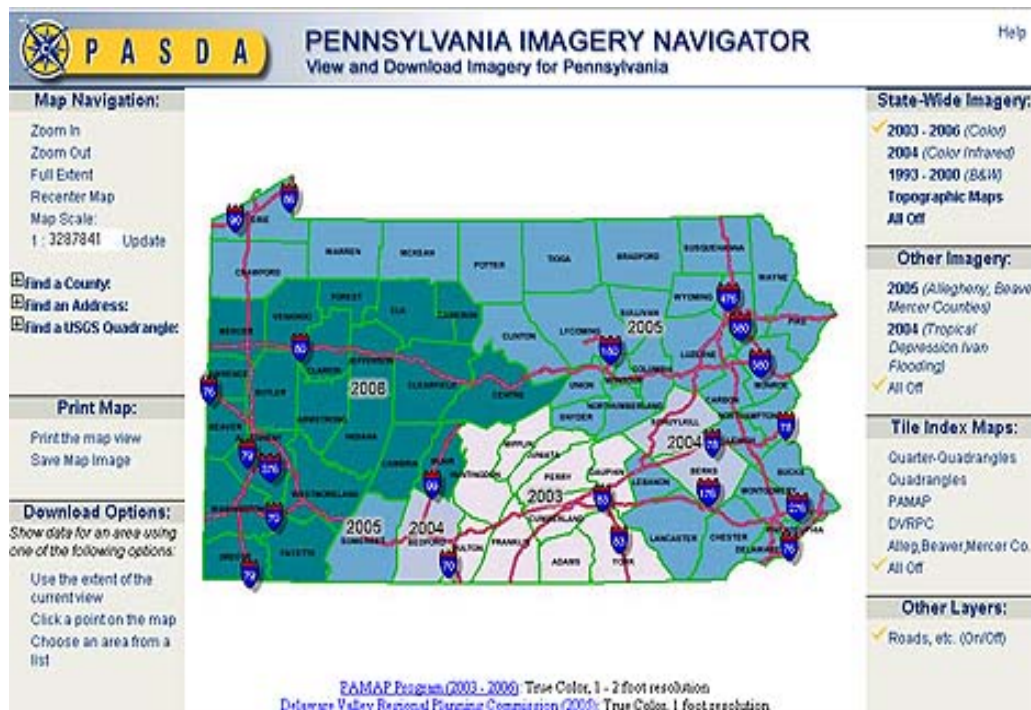 PASDA
PENNSYLVANIA IMAGERY NAVIGATOR
View and Download Imagery for Pennsylvania
Help
Map Navigation:
Zoom In
Zoom Out
Full Extent
Recenter Map
Map Scale:
1 : 3287841 Update
Find a County:
Find an Address:
Find a USGS Quadrangle:
Print Map:
Print the map view
Save Map Image
Download Options:
Show data for an area using
one of the following options:
Use the extent of the
current view
Click a point on the map
Choose an area from a
list
ERIE
CRAWFORD
WARREN
MCKEAN
POTTER
TIOGA
BRADFORD
SUSQUEHANNA
WAYNE
WYOMING
FOREST
ELK
CAMERON
VENANGO
MERCER
CLINTON
LYCOMING
SULLIVAN
2005
PIKE
LUZERNE
COLUMBIA
MONROE
JEFFERSON
CLARION
CLEARFIELD
CENTRE
UNION
LAWRENCE
BUTLER
2006
ARMSTRONG
INDIANA
BEAVER
SNYDER
NORTHUMBERLAND
CARBON
NORTHAMPTON
SCHUYLKILL
2004
MIFFLIN
JUNIATA
PERRY
DAUPHIN
LEBANON
BERKS
BUCKS
MONTGOMERY
CAMBRIA
BLAIR
HUNTINGDON
WESTMORELAND
WASHINGTON
2003
CUMBERLAND
2005
SOMERSET
2004
BEDFORD
FULTON
FRANKLIN
ADAMS
YORK
LANCASTER
CHESTER
DELAWARE
PHILADELPHIA
GREENE
FAYETTE
90
86
476
380
80
180
76
79
376
99
70
83
78
176
276
State-Wide Imagery:
2003 - 2006 (Color)
2004 (Color Infrared)
1993 - 2000 (B&W)
Topographic Maps
All Off
Other Imagery:
2005 (Allegheny, Beave
Mercer Counties)
2004 (Tropical
Depression Ivan
Flooding)
All Off
Tile Index Maps:
Quarter-Quadrangles
Quadrangles
PAMAP
DVRPC
Alleg,Beaver,Mercer Co.
All Off
Other Layers:
Roads, etc. (On/Off)
PAMAP Program (2003 - 2006): True Color, 1 - 2 foot resolution
Delaware Valley Regional Planning Commission (2005): True Color, 1 foot resolution